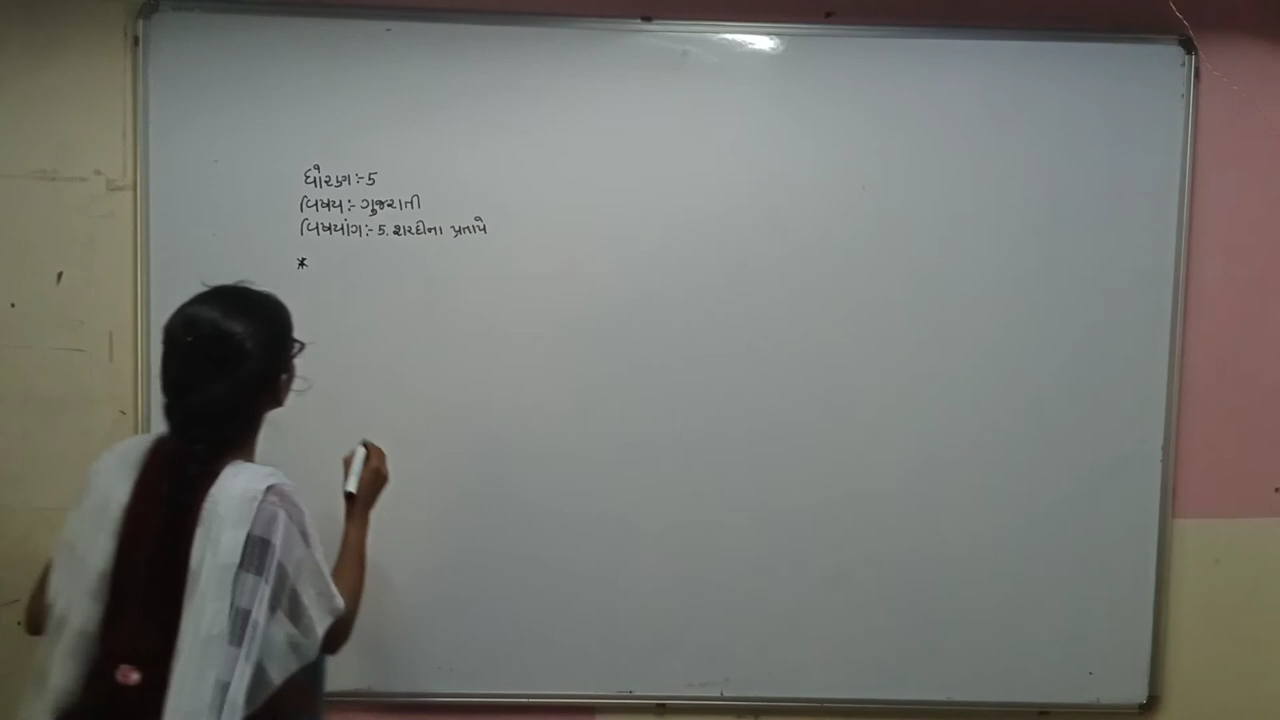 ધોરણ :- 5
વિષય :- ગુજરાતી
વિષયાંગ :- 5. શરદીના પ્રતાપે
*